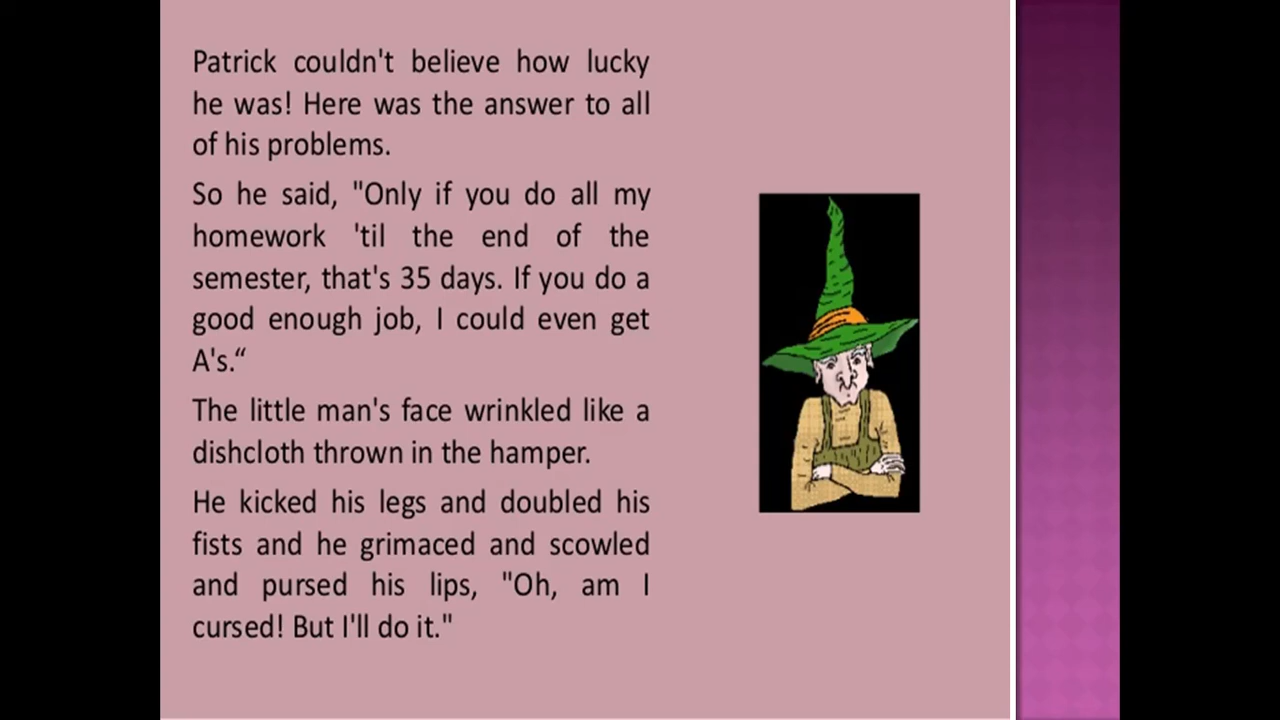 Patrick couldn't believe how lucky
he was! Here was the answer to all
of his problems.
So he said, "Only if you do all my
homework 'til the end of the
semester, that's 35 days. If you do a
good enough job, I could even get
A's.“
The little man's face wrinkled like a
dishcloth thrown in the hamper.
He kicked his legs and doubled his
fists and he grimaced and scowled
and pursed his lips, "Oh, am I
cursed! But I'll do it."